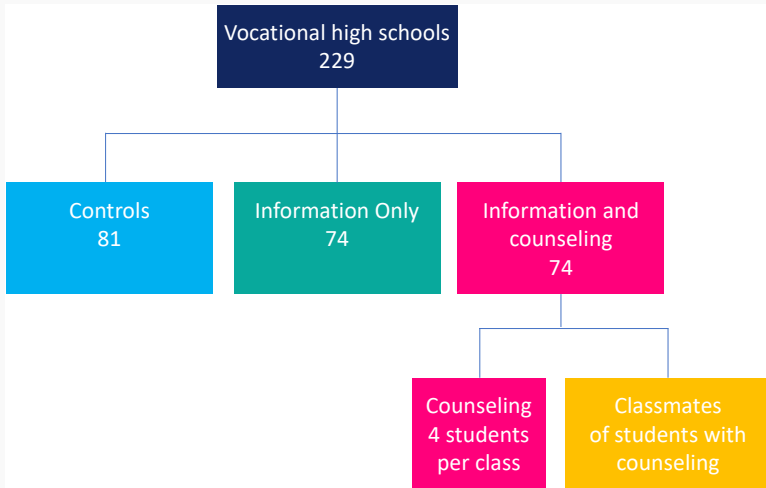 Vocational high schools
229
Controls
81
Information Only
74
Information and
counseling
74
Counseling
4 students
per class
Classmates
of students with
counseling